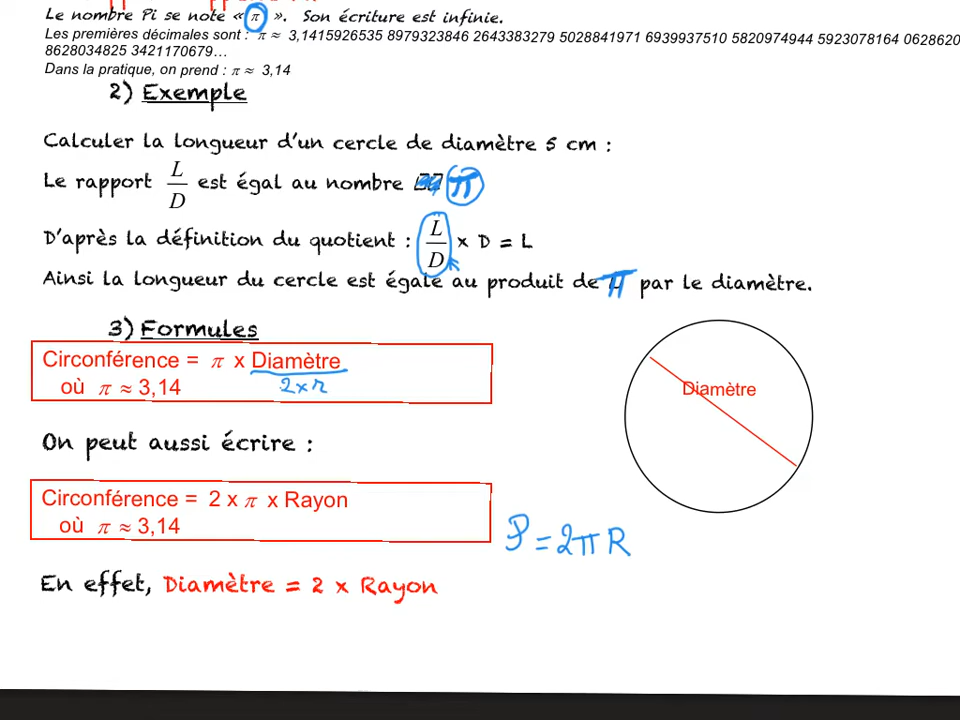 Le nombre Pi se note « π ». Son écriture est infinie.
Les premières décimales sont : π ≈ 3,1415926535 8979323846 2643383279 5028841971 6939937510 5820974944 5923078164 0628620
8628034825 3421170679…
Dans la pratique, on prend : π ≈ 3,14
2) Exemple
Calculer la longueur d'un cercle de diamètre 5 cm :
Le rapport L/D est égal au nombre π
D'après la définition du quotient : L/D x D = L
Ainsi la longueur du cercle est égale au produit de π par le diamètre.
3) Formules
Circonférence = π x Diamètre
où π ≈ 3,14
2 x r
Diamètre
On peut aussi écrire :
Circonférence = 2 x π x Rayon
où π ≈ 3,14
P = 2πR
En effet, Diamètre = 2 x Rayon